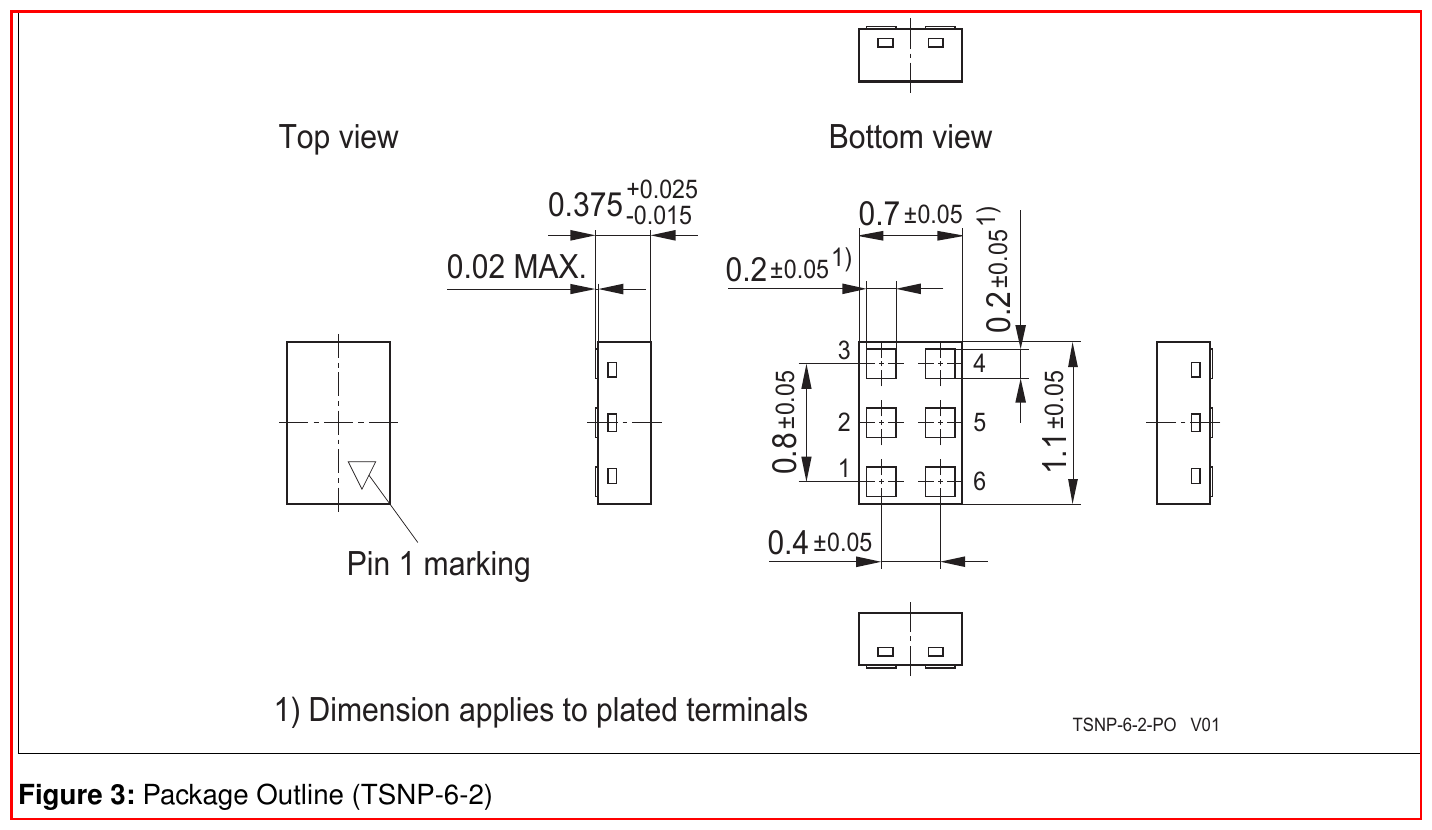 Top view
Bottom view
0.375 +0.025 -0.015
0.7 ±0.05
0.02 MAX.
0.2 ±0.05 1)
0.2 ±0.05 1)
3
4
2
5
1
6
0.8 ±0.05
1.1 ±0.05
0.4 ±0.05
Pin 1 marking
1) Dimension applies to plated terminals
TSNP-6-2-PO V01
Figure 3: Package Outline (TSNP-6-2)